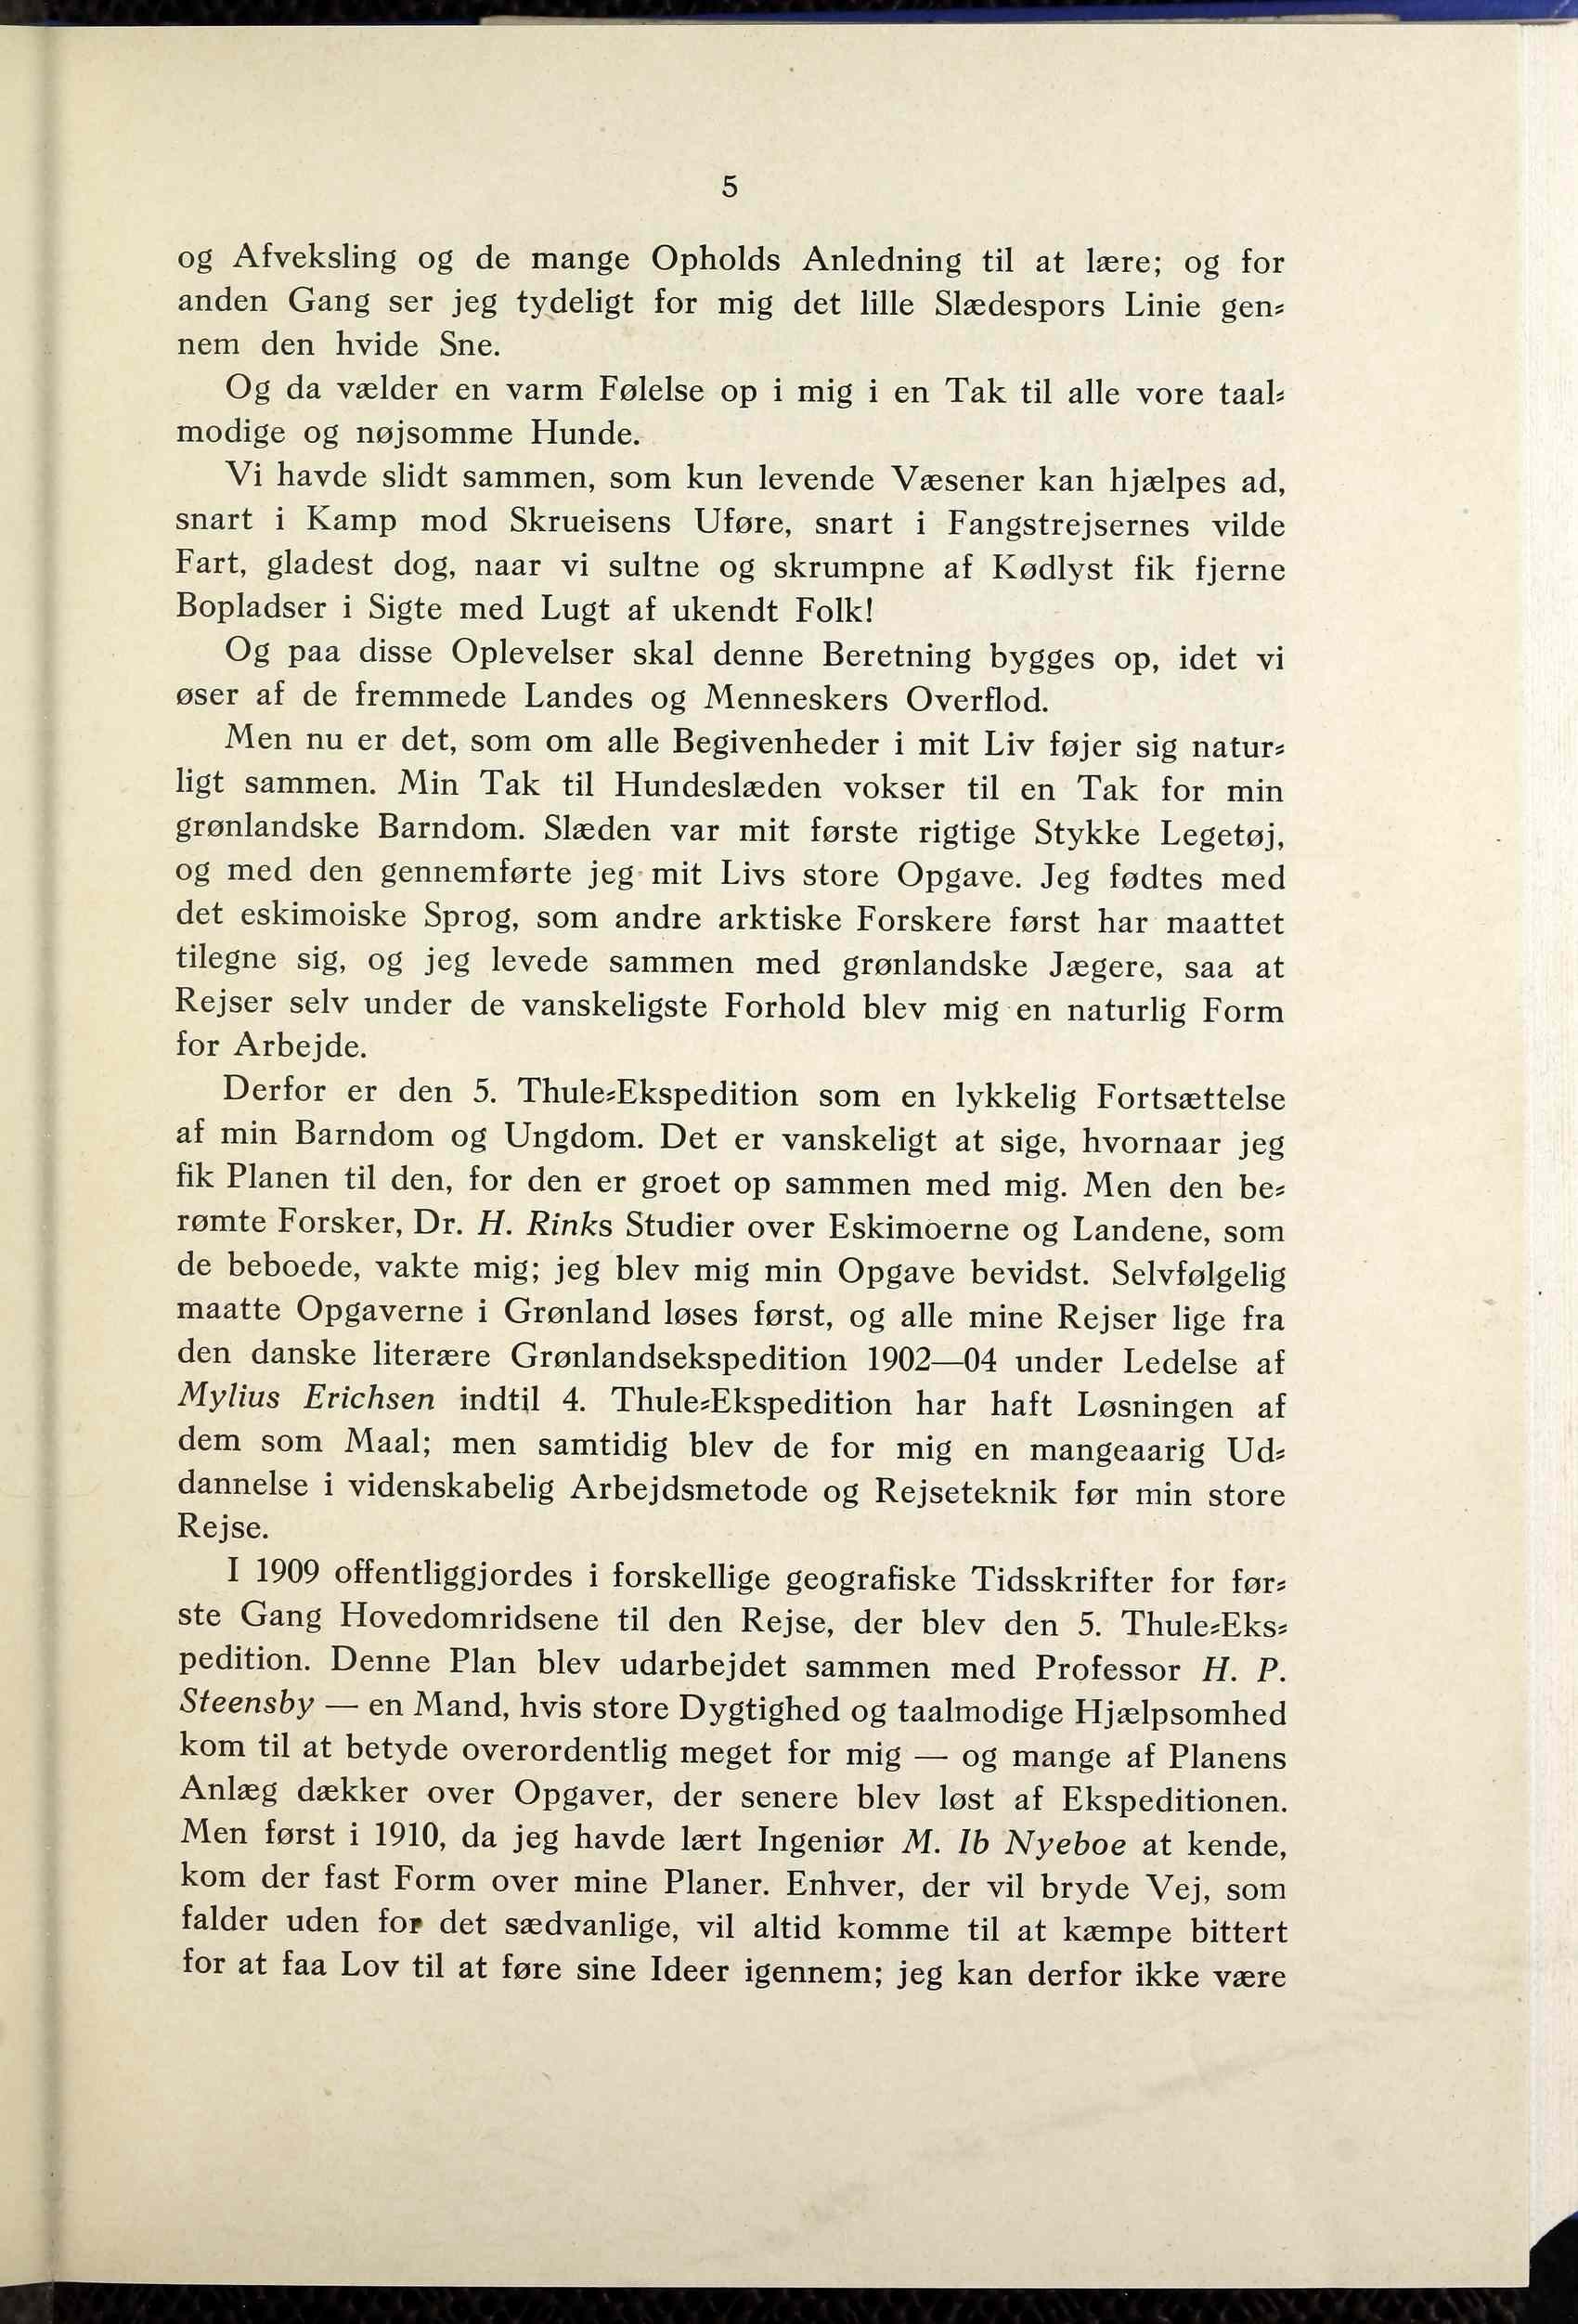 5
og Afveksling og de mange Opholds Anledning til at lære; og for
anden Gang ser jeg tydeligt for mig det lille Slædespors Linie gen⸗
nem den hvide Sne.
Og da vælder en varm Følelse op i mig i en Tak til alle vore taal⸗
modige og nøjsomme Hunde.
Vi havde slidt sammen, som kun levende Væsener kan hjælpes ad,
snart i Kamp mod Skrueisens Uføre, snart i Fangstrejsernes vilde
Fart, gladest dog, naar vi sultne og skrumpne af Kødlyst fik fjerne
Bopladser i Sigte med Lugt af ukendt Folk!
Og paa disse Oplevelser skal denne Beretning bygges op, idet vi
øser af de fremmede Landes og Menneskers Overflod.
Men nu er det, som om alle Begivenheder i mit Liv føjer sig natur⸗
ligt sammen. Min Tak til Hundeslæden vokser til en Tak for min
grønlandske Barndom. Slæden var mit første rigtige Stykke Legetøj,
og med den gennemførte jeg mit Livs store Opgave. Jeg fødtes med
det eskimoiske Sprog, som andre arktiske Forskere først har maattet
tilegne sig, og jeg levede sammen med grønlandske Jægere, saa at
Rejser selv under de vanskeligste Forhold blev mig en naturlig Form
for Arbejde.
Derfor er den 5. Thule⸗Ekspedition som en lykkelig Fortsættelse
af min Barndom og Ungdom. Det er vanskeligt at sige, hvornaar jeg
fik Planen til den, for den er groet op sammen med mig. Men den be⸗
rømte Forsker, Dr. H. Rinks Studier over Eskimoerne og Landene, som
de beboede, vakte mig; jeg blev mig min Opgave bevidst. Selvfølgelig
maatte Opgaverne i Grønland løses først, og alle mine Rejser lige fra
den danske literære Grønlandsekspedition 1902—04 under Ledelse af
Mylius Erichsen indtil 4. Thule⸗Ekspedition har haft Løsningen af
dem som Maal; men samtidig blev de for mig en mangeaarig Ud⸗
dannelse i videnskabelig Arbejdsmetode og Rejseteknik før min store
Rejse.
I 1909 offentliggjordes i forskellige geografiske Tidsskrifter for før⸗
ste Gang Hovedomridsene til den Rejse, der blev den 5. Thule⸗Eks⸗
pedition. Denne Plan blev udarbejdet sammen med Professor H. P.
Steensby — en Mand, hvis store Dygtighed og taalmodige Hjælpsomhed
kom til at betyde overordentlig meget for mig — og mange af Planens
Anlæg dækker over Opgaver, der senere blev løst af Ekspeditionen.
Men først i 1910, da jeg havde lært Ingeniør M. Ib Nyeboe at kende,
kom der fast Form over mine Planer. Enhver, der vil bryde Vej, som
falder uden for det sædvanlige, vil altid komme til at kæmpe bittert
for at faa Lov til at føre sine Ideer igennem; jeg kan derfor ikke være